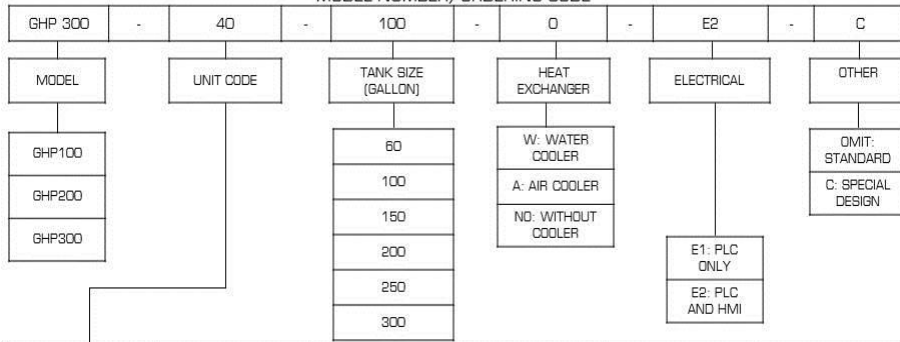 GHP 300 - 40 - 100 - 0 - E2 - C
MODEL
UNIT CODE
TANK SIZE
(GALLON)
HEAT
EXCHANGER
ELECTRICAL
OTHER
GHP100
GHP200
GHP300
60
100
150
200
250
300
W: WATER
COOLER
A: AIR COOLER
NO: WITHOUT
COOLER
E1: PLC
ONLY
E2: PLC
AND HMI
OMIT:
STANDARD
C: SPECIAL
DESIGN